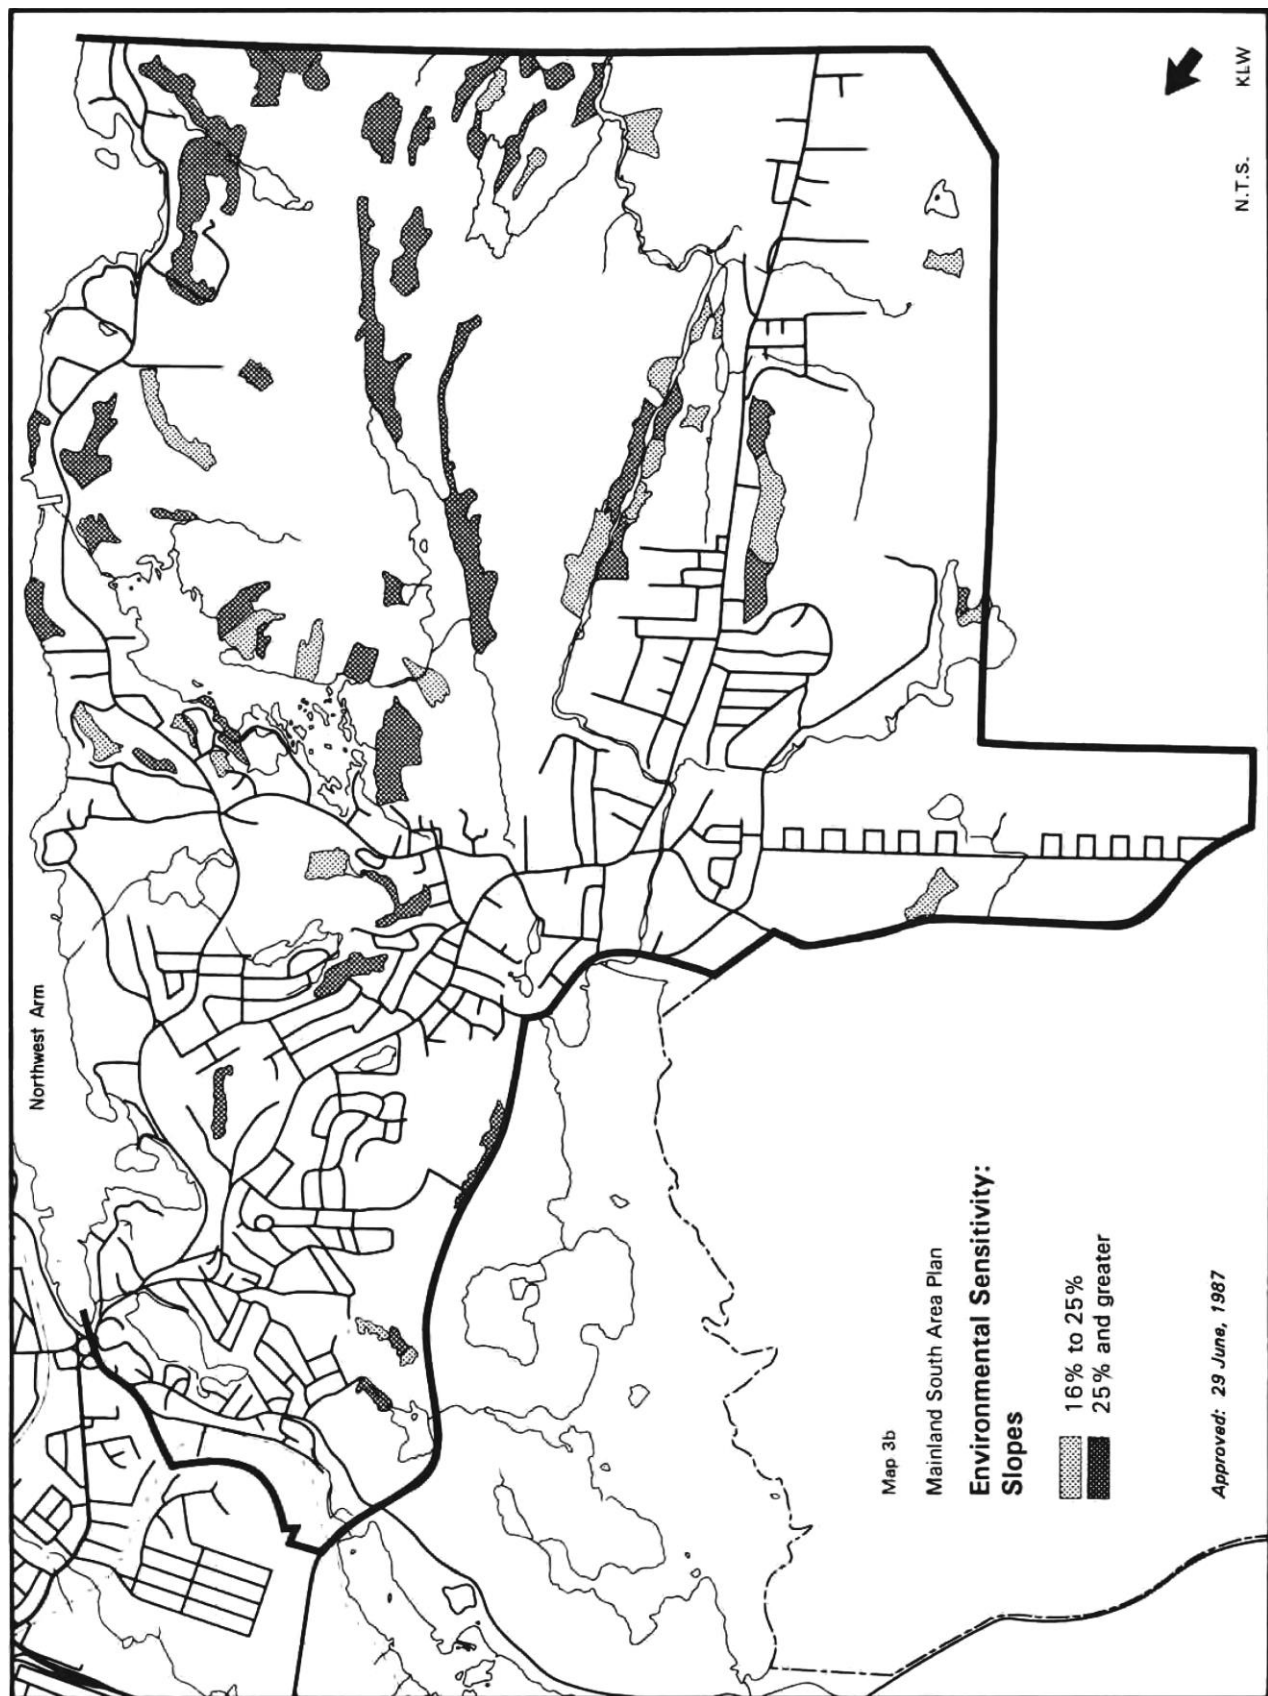 Northwest Arm
Map 3b
Mainland South Area Plan
Environmental Sensitivity:
Slopes
16% to 25%
25% and greater
Approved: 29 June, 1987
N.T.S.
KLW